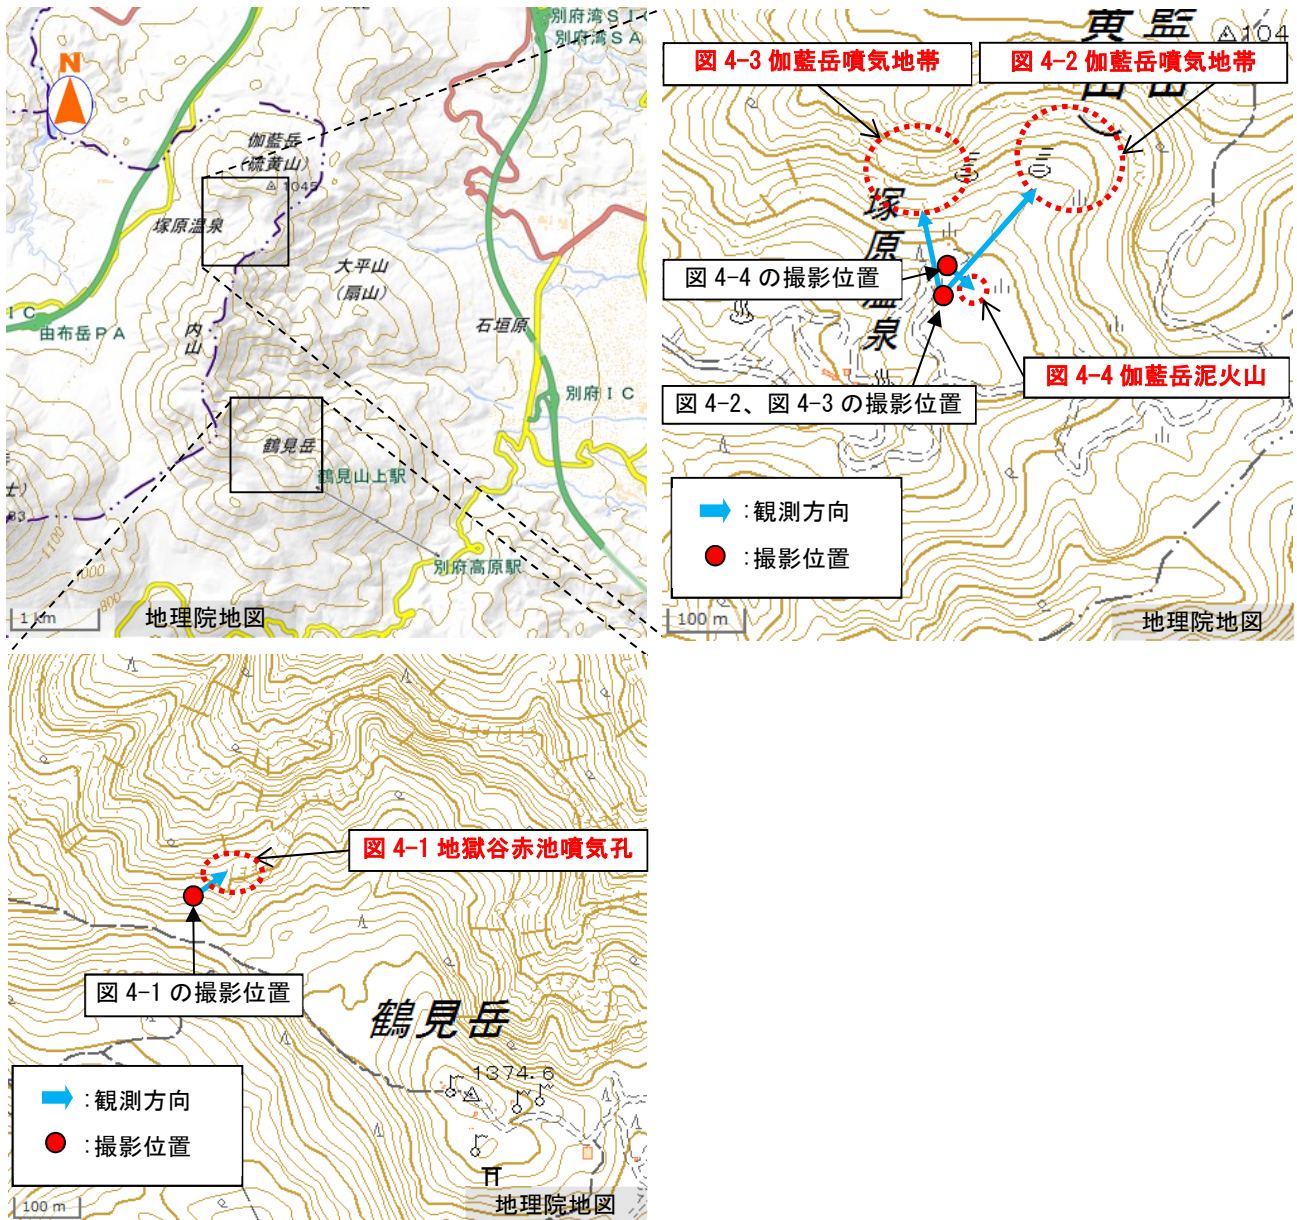 別府湾ＳＩＣ
別府湾ＳＡ
N
伽藍岳
(硫黄山)
1045
塚原温泉
大平山
(扇山)
ＩＣ
由布岳ＰＡ
内山
石垣原
別府ＩＣ
鶴見岳
鶴見山上駅
別府高原駅
1100
1000
800
1 km
地理院地図
図 4-3 伽藍岳噴気地帯
図 4-2 伽藍岳噴気地帯
104
塚原温泉
図 4-4 の撮影位置
図 4-4 伽藍岳泥火山
図 4-2、図 4-3 の撮影位置
:観測方向
:撮影位置
100 m
地理院地図
図 4-1 地獄谷赤池噴気孔
図 4-1 の撮影位置
鶴見岳
1374.6
:観測方向
:撮影位置
100 m
地理院地図